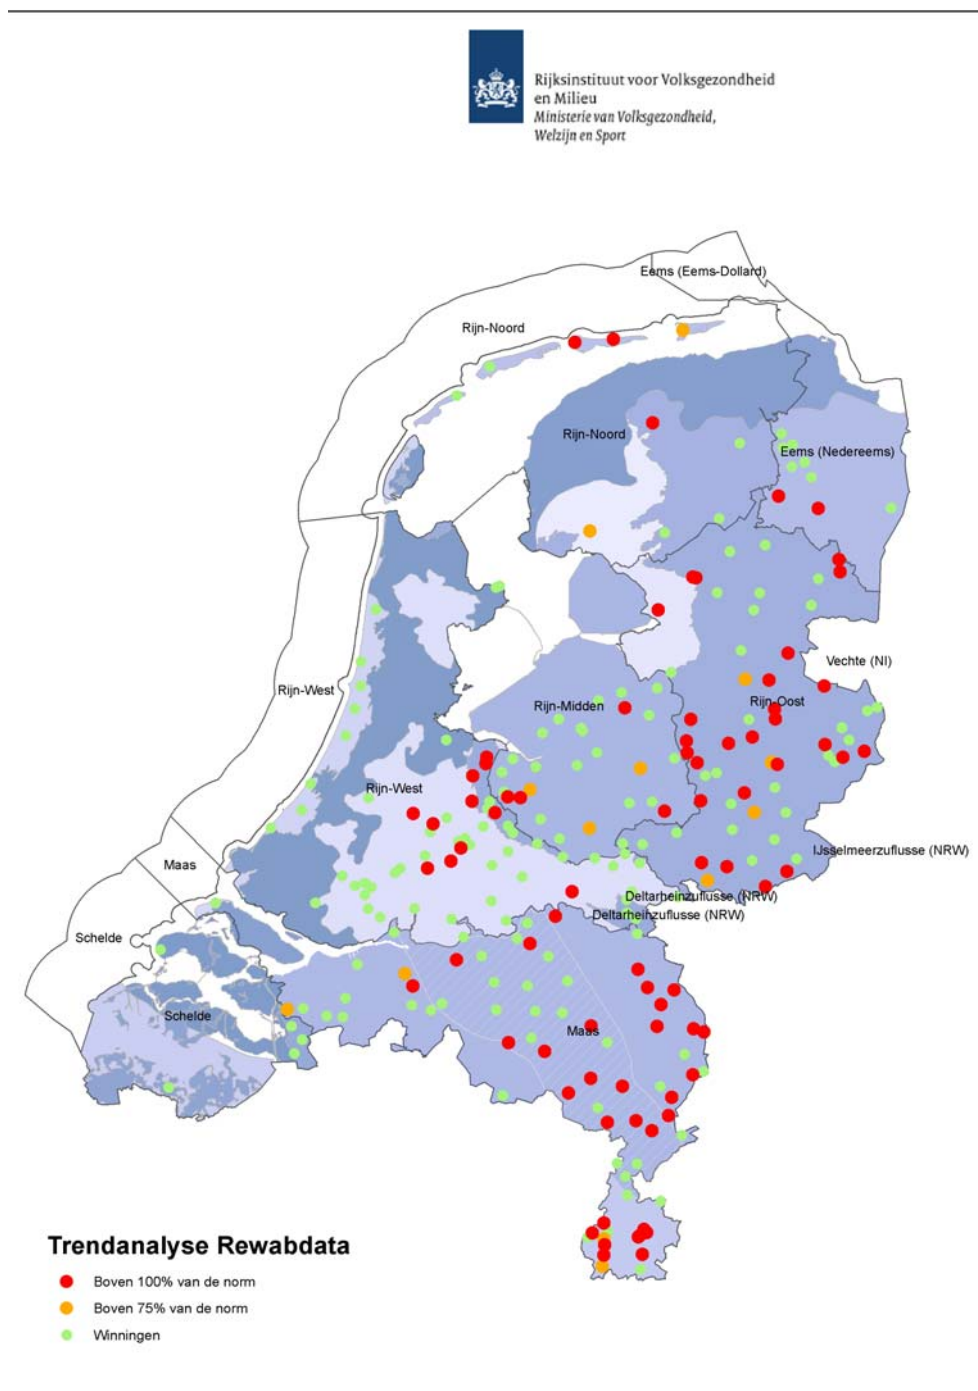 Rijksinstituut voor Volksgezondheid
en Milieu
Ministerie van Volksgezondheid,
Welzijn en Sport
Eems (Eems-Dollard)
Rijn-Noord
Rijn-Noord
Eems (Nedereems)
Vechte (NI)
Rijn-West
Rijn-Midden
Rijn-Oost
Rijn-West
IJsselmeerzuflusse (NRW)
Maas
Deltarheinzuflusse (NRW)
Deltarheinzuflusse (NRW)
Schelde
Schelde
Maas
Trendanalyse Rewabdata
Boven 100% van de norm
Boven 75% van de norm
Winningen